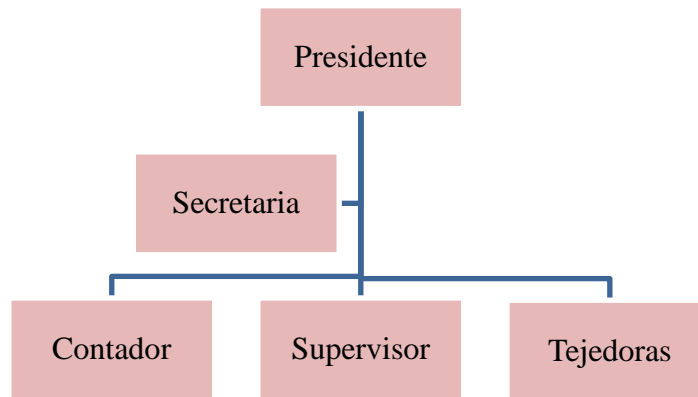 Presidente
Secretaria
Contador
Supervisor
Tejedoras